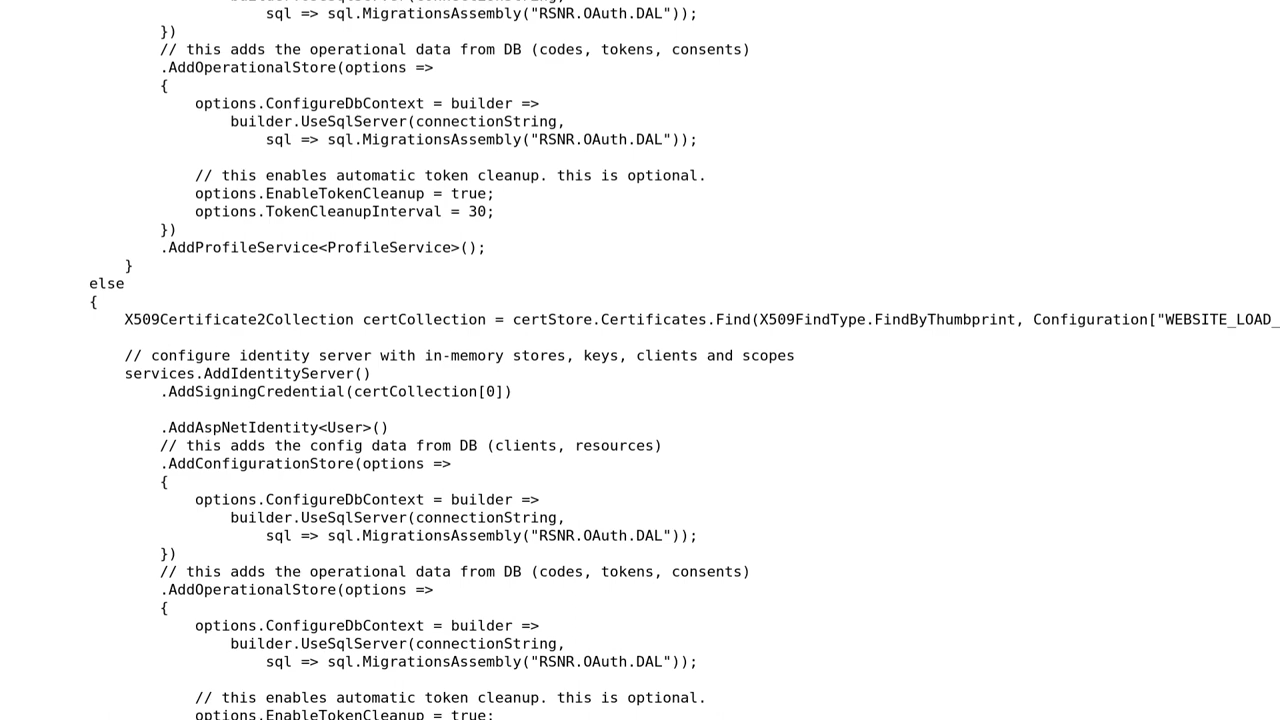 sql => sql.MigrationsAssembly("RSNR.OAuth.DAL"));
})
// this adds the operational data from DB (codes, tokens, consents)
.AddOperationalStore(options =>
{
options.ConfigureDbContext = builder =>
builder.UseSqlServer(connectionString,
sql => sql.MigrationsAssembly("RSNR.OAuth.DAL"));
// this enables automatic token cleanup. this is optional.
options.EnableTokenCleanup = true;
options.TokenCleanupInterval = 30;
})
.AddProfileService<ProfileService>();
}
else
{
X509Certificate2Collection certCollection = certStore.Certificates.Find(X509FindType.FindByThumbprint, Configuration["WEBSITE_LOAD_
// configure identity server with in-memory stores, keys, clients and scopes
services.AddIdentityServer()
.AddSigningCredential(certCollection[0])
.AddAspNetIdentity<User>()
// this adds the config data from DB (clients, resources)
.AddConfigurationStore(options =>
{
options.ConfigureDbContext = builder =>
builder.UseSqlServer(connectionString,
sql => sql.MigrationsAssembly("RSNR.OAuth.DAL"));
})
// this adds the operational data from DB (codes, tokens, consents)
.AddOperationalStore(options =>
{
options.ConfigureDbContext = builder =>
builder.UseSqlServer(connectionString,
sql => sql.MigrationsAssembly("RSNR.OAuth.DAL"));
// this enables automatic token cleanup. this is optional.
options.EnableTokenCleanup = true;